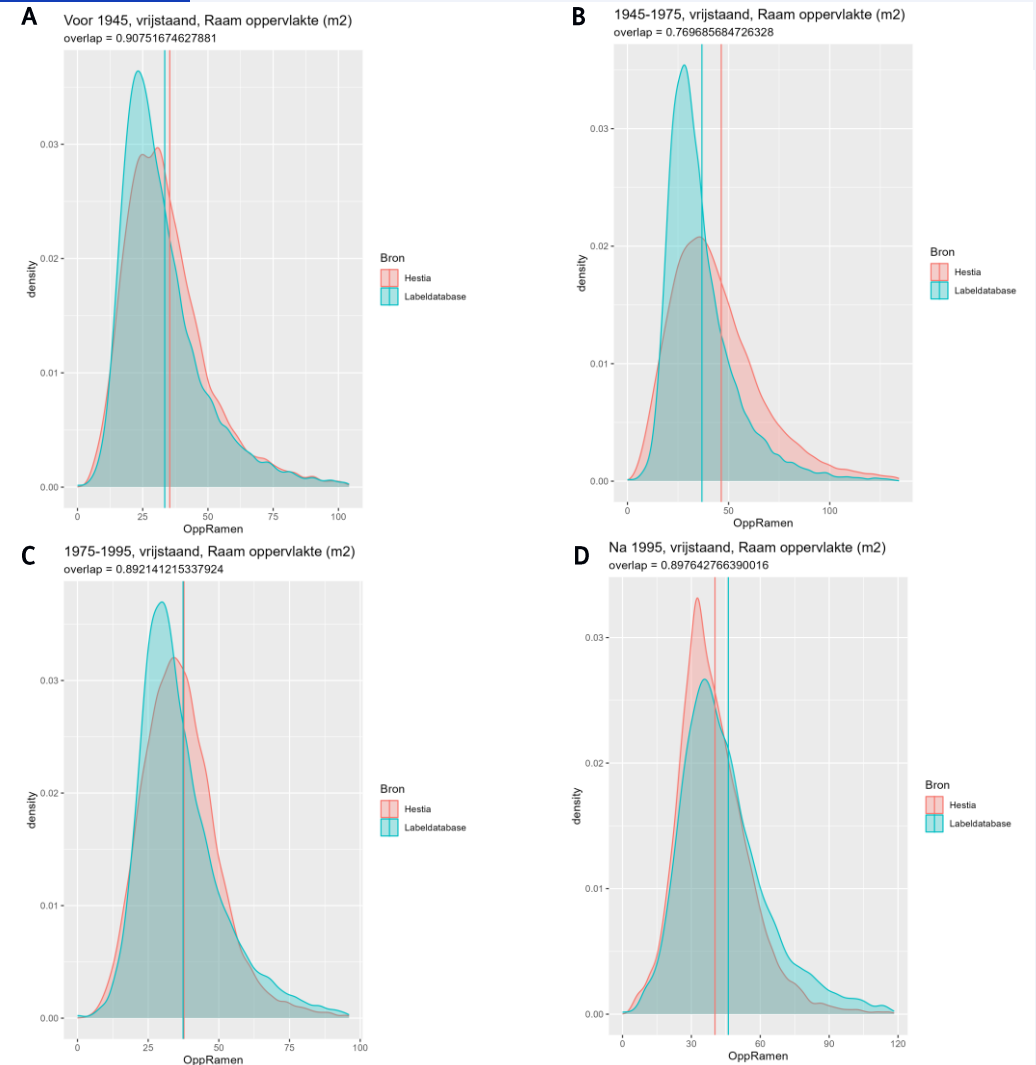 A
Voor 1945, vrijstaand, Raam oppervlakte (m2)
overlap = 0.90751674627881
0.03
0.02
0.01
0.00
density
0
25
50
75
100
OppRamen
Bron
Hestia
Labeldatabase
B
1945-1975, vrijstaand, Raam oppervlakte (m2)
overlap = 0.769685684726328
0.03
0.02
0.01
0.00
density
0
50
100
OppRamen
Bron
Hestia
Labeldatabase
C
1975-1995, vrijstaand, Raam oppervlakte (m2)
overlap = 0.892141215337924
0.03
0.02
0.01
0.00
density
0
25
50
75
100
OppRamen
Bron
Hestia
Labeldatabase
D
Na 1995, vrijstaand, Raam oppervlakte (m2)
overlap = 0.897642766390016
0.03
0.02
0.01
0.00
density
0
30
60
90
120
OppRamen
Bron
Hestia
Labeldatabase